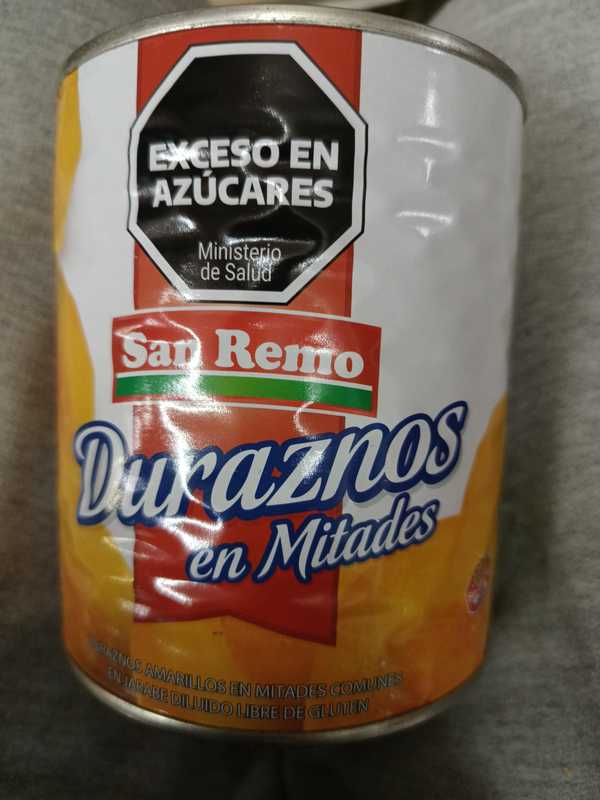 EXCESO EN
AZÚCARES
Ministerio
de Salud
San Remo
Duraznos
en Mitades
DURAZNOS AMARILLOS EN MITADES COMUNES
EN JARABE DILUIDO LIBRE DE GLUTEN